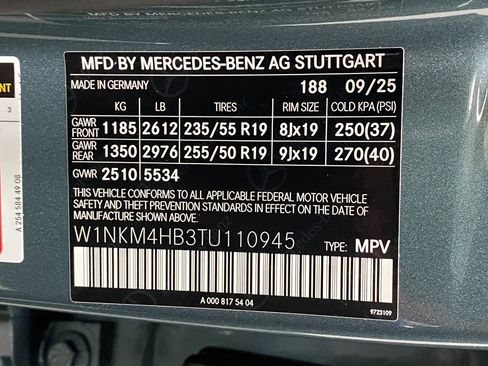 MFD BY MERCEDES-BENZ AG STUTTGART
MADE IN GERMANY 188 09/25
KG LB TIRES RIM SIZE COLD KPA (PSI)
GAWR FRONT 1185 2612 235/55 R19 8Jx19 250(37)
GAWR REAR 1350 2976 255/50 R19 9Jx19 270(40)
GVWR 2510 5534
THIS VEHICLE CONFORMS TO ALL APPLICABLE FEDERAL MOTOR VEHICLE
SAFETY AND THEFT PREVENTION STANDARDS IN EFFECT ON THE DATE OF
MANUFACTURE SHOWN ABOVE.
W1NKM4HB3TU110945 TYPE: MPV
A 000 817 54 04
9723109
NT
3
A 254 584 49 08